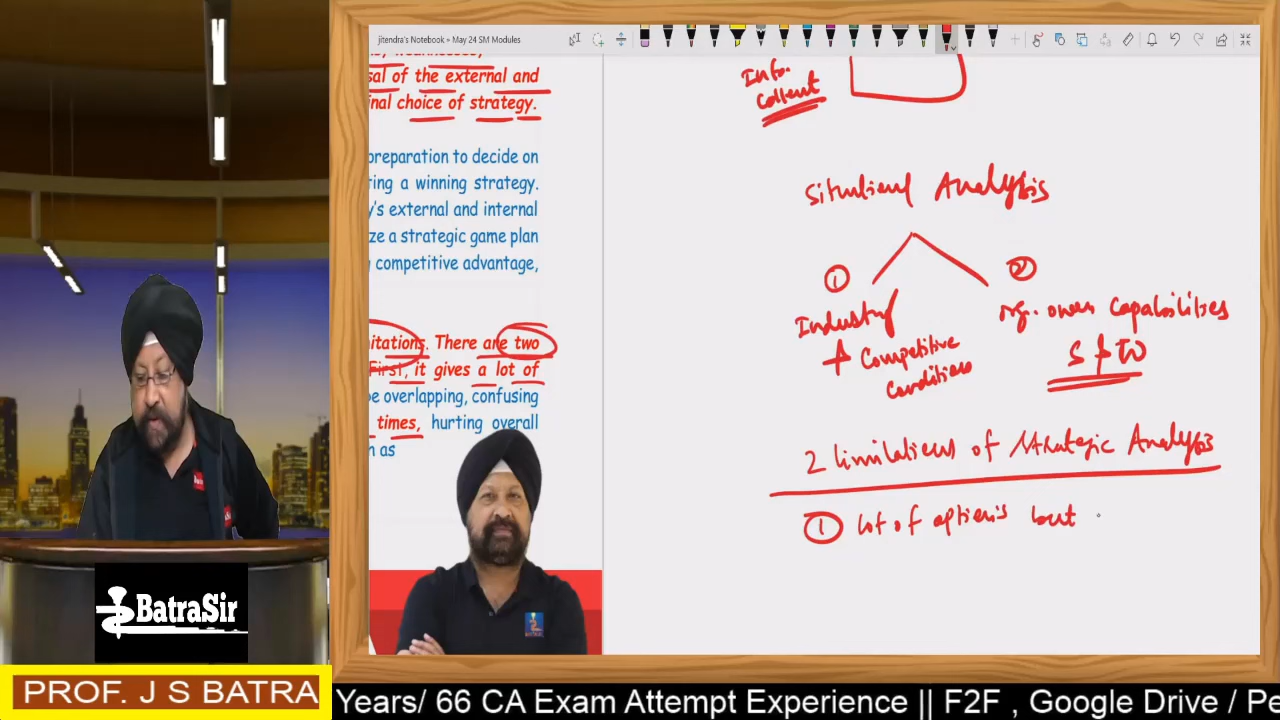 jitendra's Notebook » May 24 SM Modules
sal of the external and
inal choice of strategy.
preparation to decide on
ting a winning strategy.
y's external and internal
ze a strategic game plan
competitive advantage,
itations. There are two
First, it gives a lot of
be overlapping, confusing
times, hurting overall
n as
Info.
Collent
Situational Analysis
① ②
Industry
+ Competitive
Conditions
org. own Capabilities
S & W
2 limitations of Strategic Analysis
① lot of options but
BatraSir
PROF. J S BATRA
Years/ 66 CA Exam Attempt Experience || F2F , Google Drive / Pe